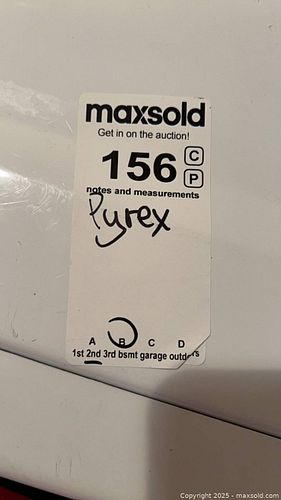 maxsold
Get in on the auction!
156 C
P
notes and measurements
Pyrex
A B C D
1st 2nd 3rd bsmt garage outdrs
Copyright 2025 - maxsold.com